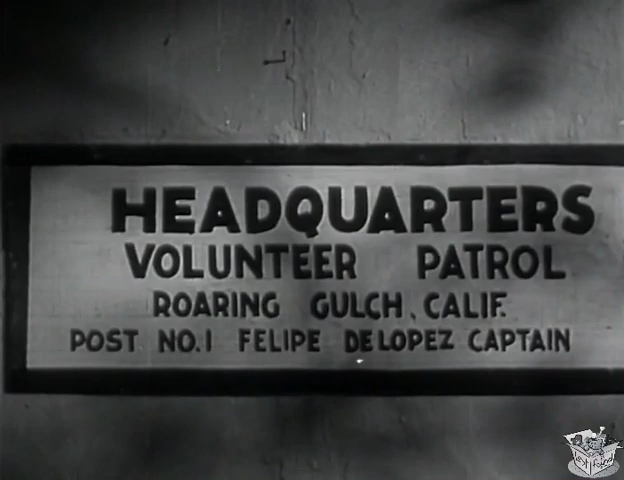 HEADQUARTERS
VOLUNTEER PATROL
ROARING GULCH, CALIF.
POST NO.1 FELIPE DELOPEZ CAPTAIN